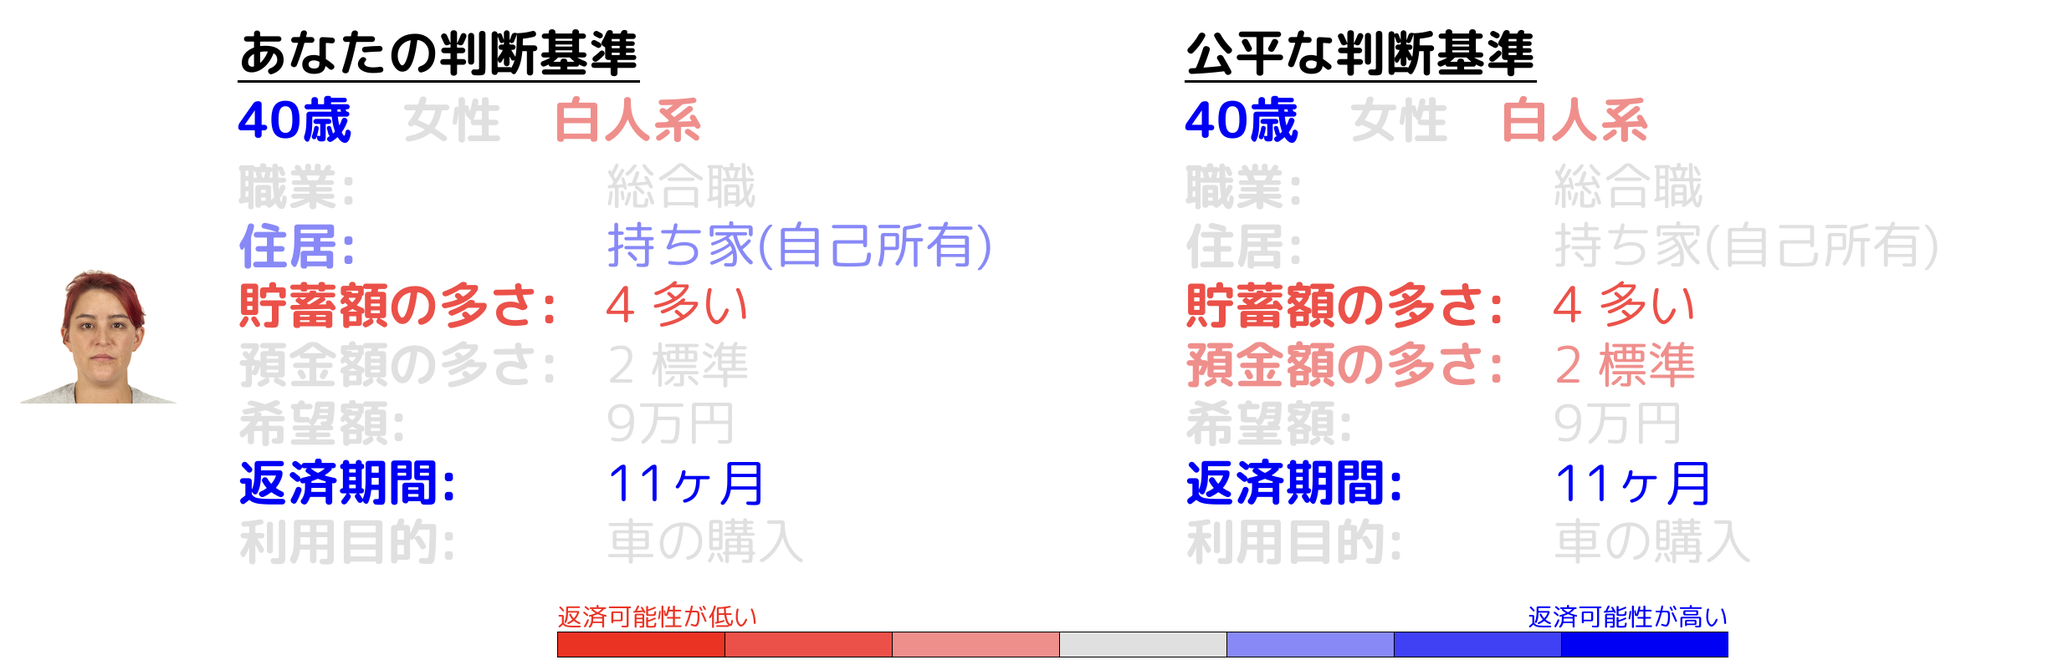 あなたの判断基準
40歳 女性 白人系
職業: 総合職
住居: 持ち家(自己所有)
貯蓄額の多さ: 4 多い
預金額の多さ: 2 標準
希望額: 9万円
返済期間: 11ヶ月
利用目的: 車の購入
公平な判断基準
40歳 女性 白人系
職業: 総合職
住居: 持ち家(自己所有)
貯蓄額の多さ: 4 多い
預金額の多さ: 2 標準
希望額: 9万円
返済期間: 11ヶ月
利用目的: 車の購入
返済可能性が低い
返済可能性が高い